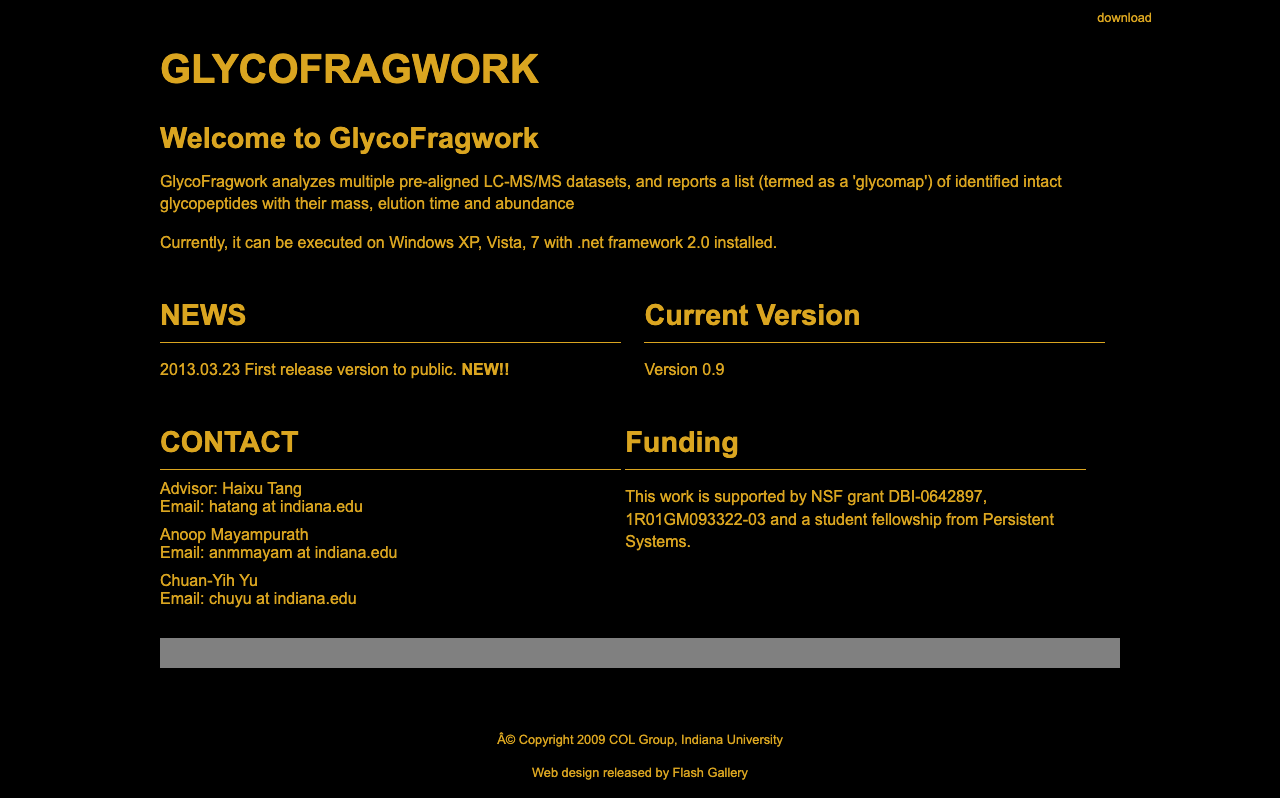 download
GLYCOFRAGWORK
Welcome to GlycoFragwork
GlycoFragwork analyzes multiple pre-aligned LC-MS/MS datasets, and reports a list (termed as a 'glycomap') of identified intact
glycopeptides with their mass, elution time and abundance
Currently, it can be executed on Windows XP, Vista, 7 with .net framework 2.0 installed.
NEWS
2013.03.23 First release version to public. NEW!!
Current Version
Version 0.9
CONTACT
Advisor: Haixu Tang
Email: hatang at indiana.edu
Anoop Mayampurath
Email: anmmayam at indiana.edu
Chuan-Yih Yu
Email: chuyu at indiana.edu
Funding
This work is supported by NSF grant DBI-0642897,
1R01GM093322-03 and a student fellowship from Persistent
Systems.
Â© Copyright 2009 COL Group, Indiana University
Web design released by Flash Gallery